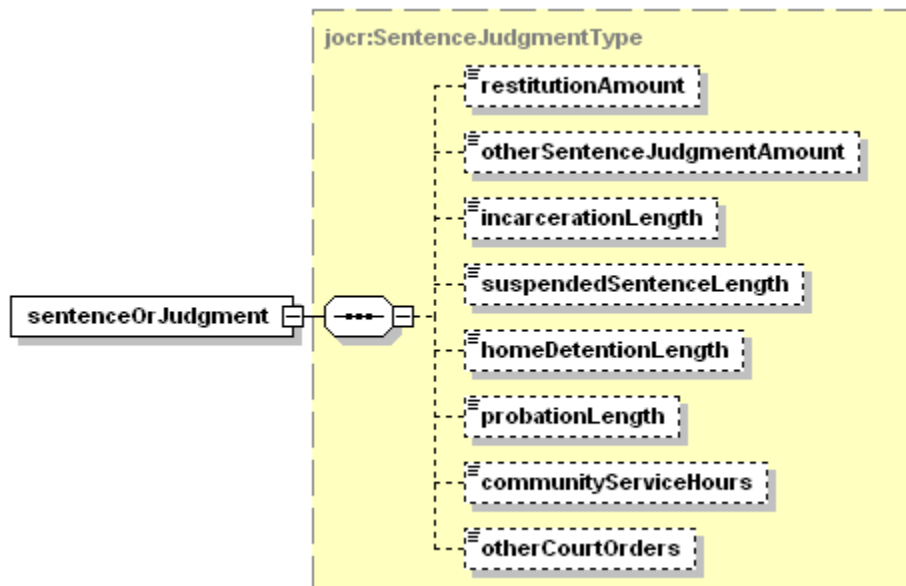 jocr:SentenceJudgmentType
restitutionAmount
otherSentenceJudgmentAmount
incarcerationLength
suspendedSentenceLength
sentenceOrJudgment
homeDetentionLength
probationLength
communityServiceHours
otherCourtOrders